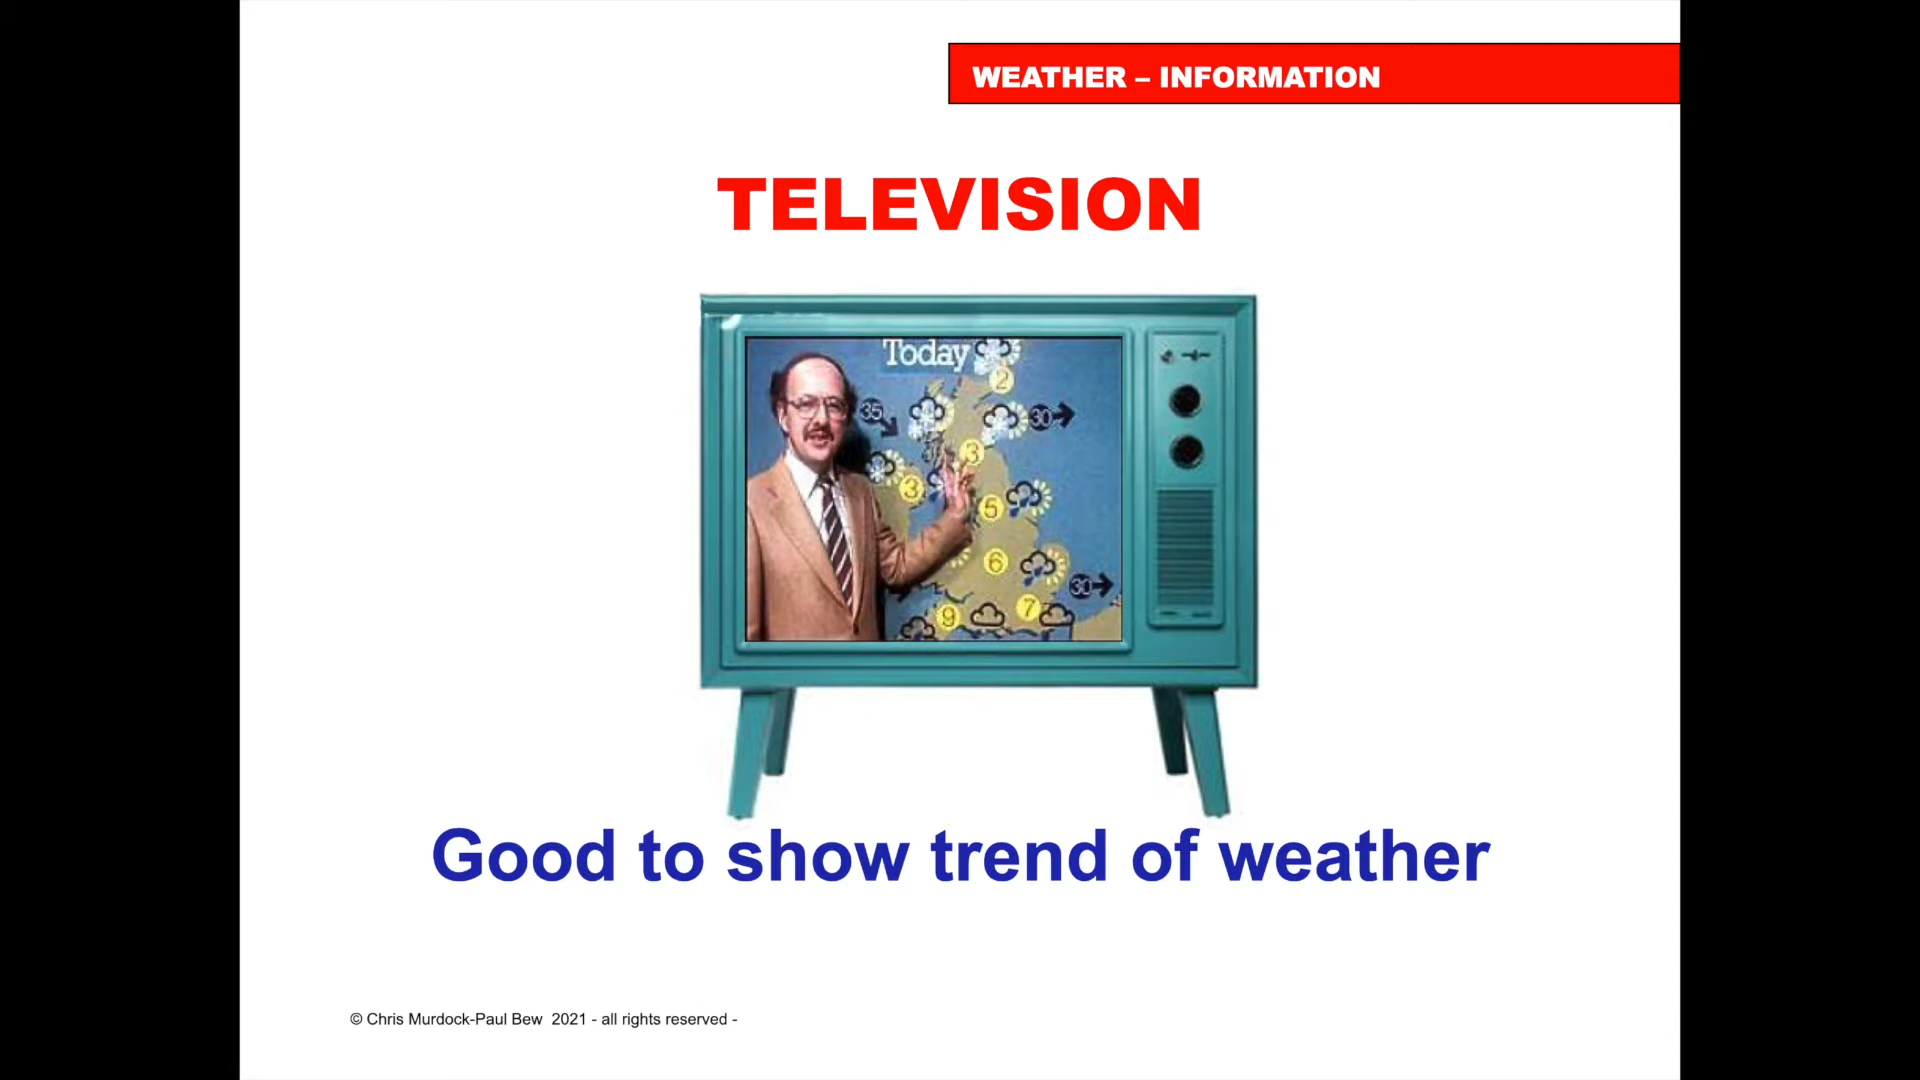 WEATHER – INFORMATION
TELEVISION
Today
2
35
30
3
3
5
6
30
9
7
Good to show trend of weather
© Chris Murdock-Paul Bew 2021 - all rights reserved -